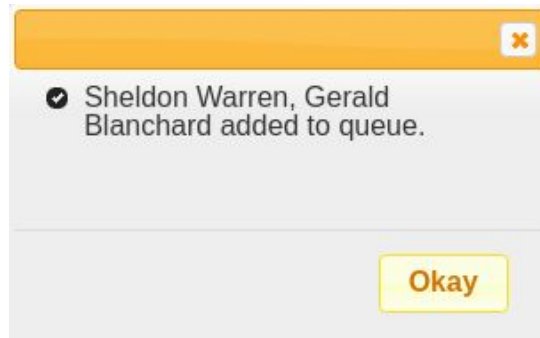 Sheldon Warren, Gerald
Blanchard added to queue.
Okay